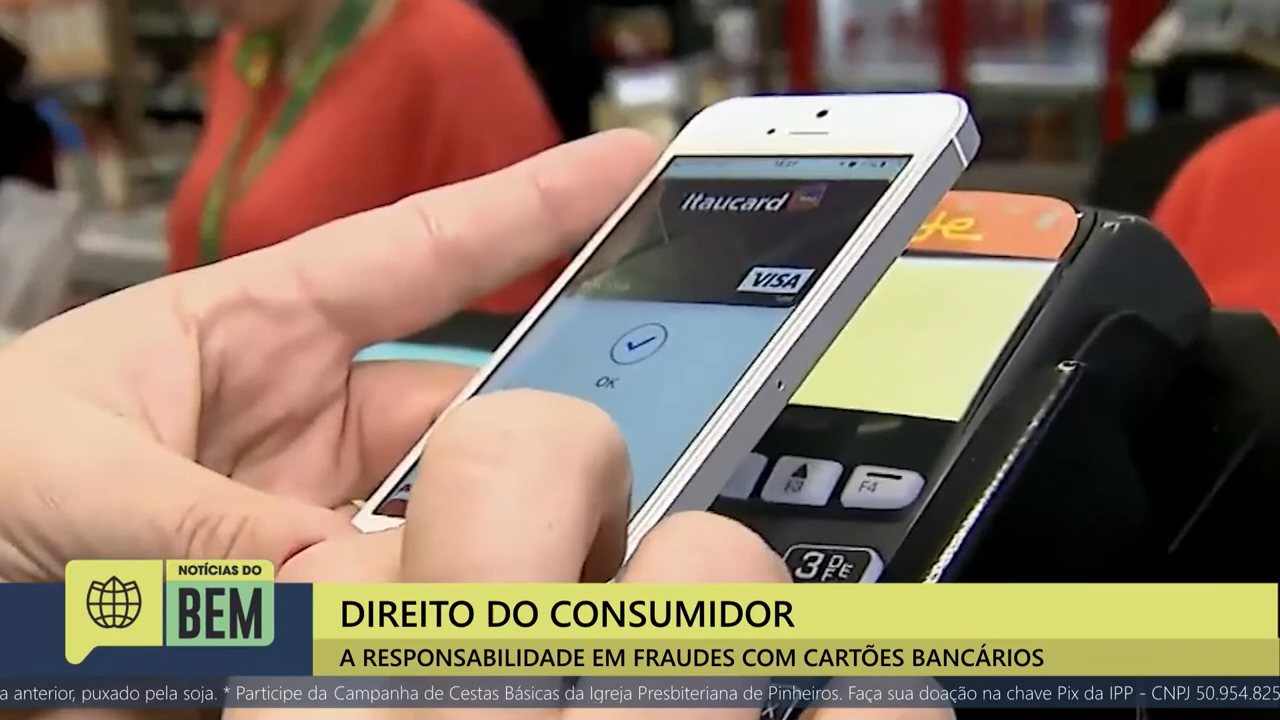 Itaucard
VISA
OK
F3
F4
3 DEF
NOTÍCIAS DO
BEM
DIREITO DO CONSUMIDOR
A RESPONSABILIDADE EM FRAUDES COM CARTÕES BANCÁRIOS
a anterior, puxado pela soja. * Participe da Campanha de Cestas Básicas da Igreja Presbiteriana de Pinheiros. Faça sua doação na chave Pix da IPP - CNPJ 50.954.825